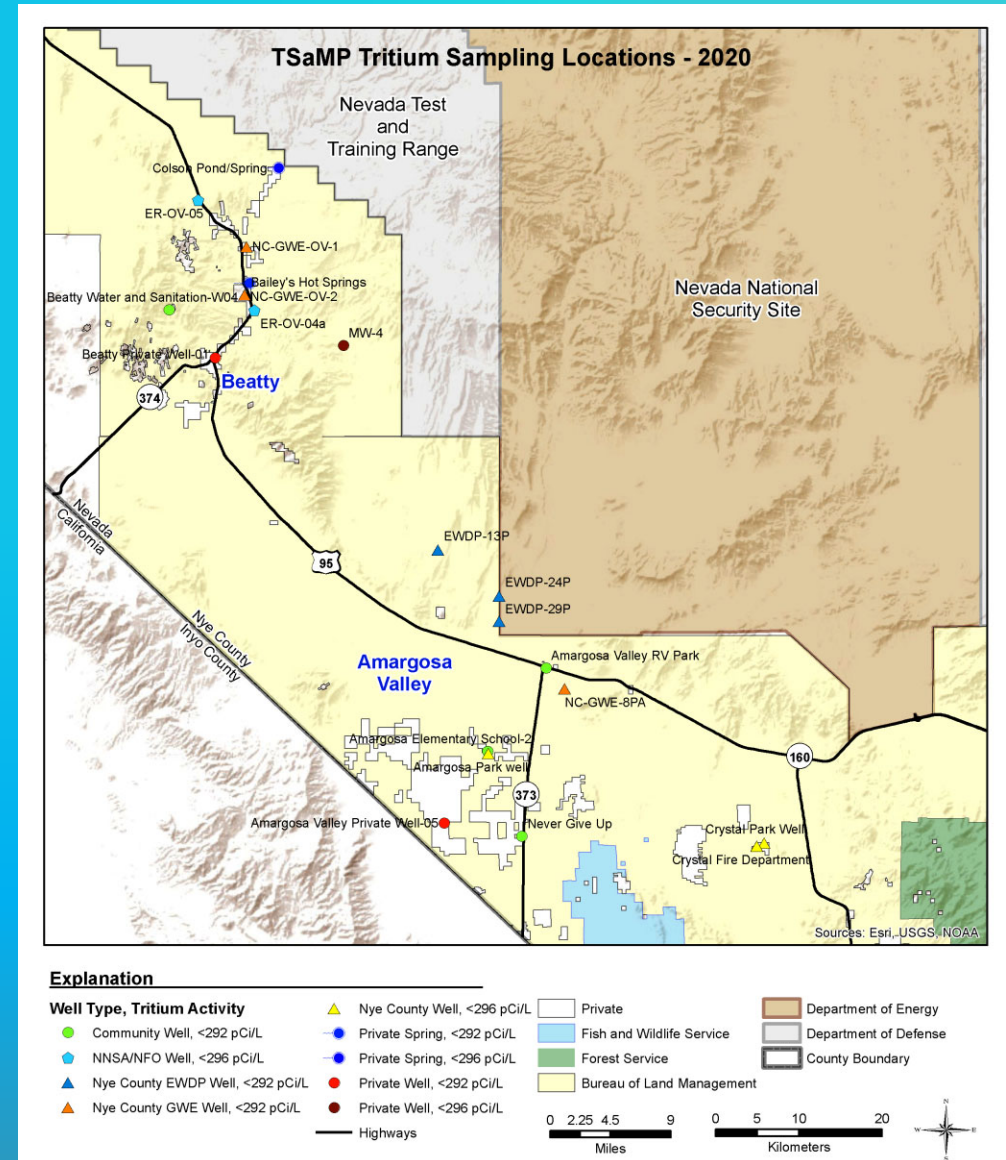 TSaMP Tritium Sampling Locations - 2020
Nevada Test
and
Training Range
Colson Pond/Spring
ER-OV-05
NC-GWE-OV-1
Bailey's Hot Springs
Beatty Water and Sanitation-W04
NC-GWE-OV-2
ER-OV-04a
MW-4
Beatty Private Well-01
Beatty
374
Nevada National
Security Site
Nevada
California
95
EWDP-13P
EWDP-24P
EWDP-29P
Nye County
Inyo County
Amargosa
Valley
Amargosa Valley RV Park
NC-GWE-8PA
Amargosa Elementary School-2
Amargosa Park well
160
373
Amargosa Valley Private Well-05
Never Give Up
Crystal Park Well
Crystal Fire Department
Sources: Esri, USGS, NOAA
Explanation
Well Type, Tritium Activity
Community Well, <292 pCi/L
NNSA/NFO Well, <296 pCi/L
Nye County EWDP Well, <292 pCi/L
Nye County GWE Well, <292 pCi/L
Nye County Well, <296 pCi/L
Private Spring, <292 pCi/L
Private Spring, <296 pCi/L
Private Well, <292 pCi/L
Private Well, <296 pCi/L
Highways
Private
Fish and Wildlife Service
Forest Service
Bureau of Land Management
Department of Energy
Department of Defense
County Boundary
0 2.25 4.5 9
Miles
0 5 10 20
Kilometers
N
W E
S